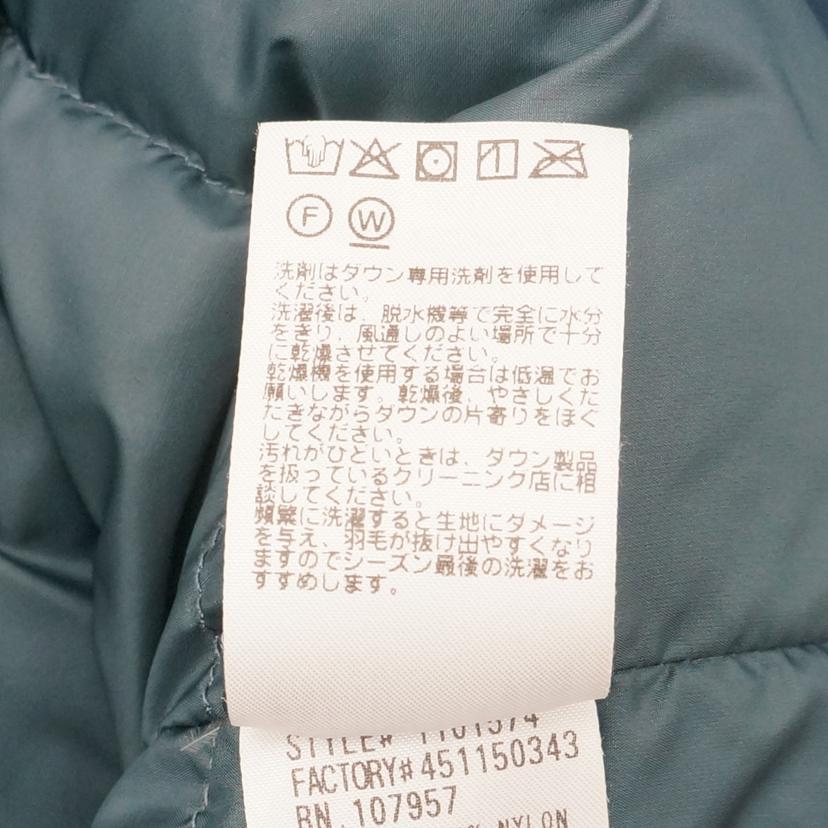 F W
洗剤はダウン専用洗剤を使用して
ください。
洗濯後は、脱水機等で完全に水分
をきり、風通しのよい場所で十分
に乾燥させてください。
乾燥機を使用する場合は低温でお
願いします。乾燥後、やさしくた
たきながらダウンの片寄りをほぐ
してください。
汚れがひどいときは、ダウン製品
を扱っているクリーニング店に相
談してください。
頻繁に洗濯すると生地にダメージ
を与え、羽毛が抜け出やすくなり
ますのでシーズン最後の洗濯をお
すすめします。
STYLE# 1101574
FACTORY#451150343
RN.107957
% NYLON